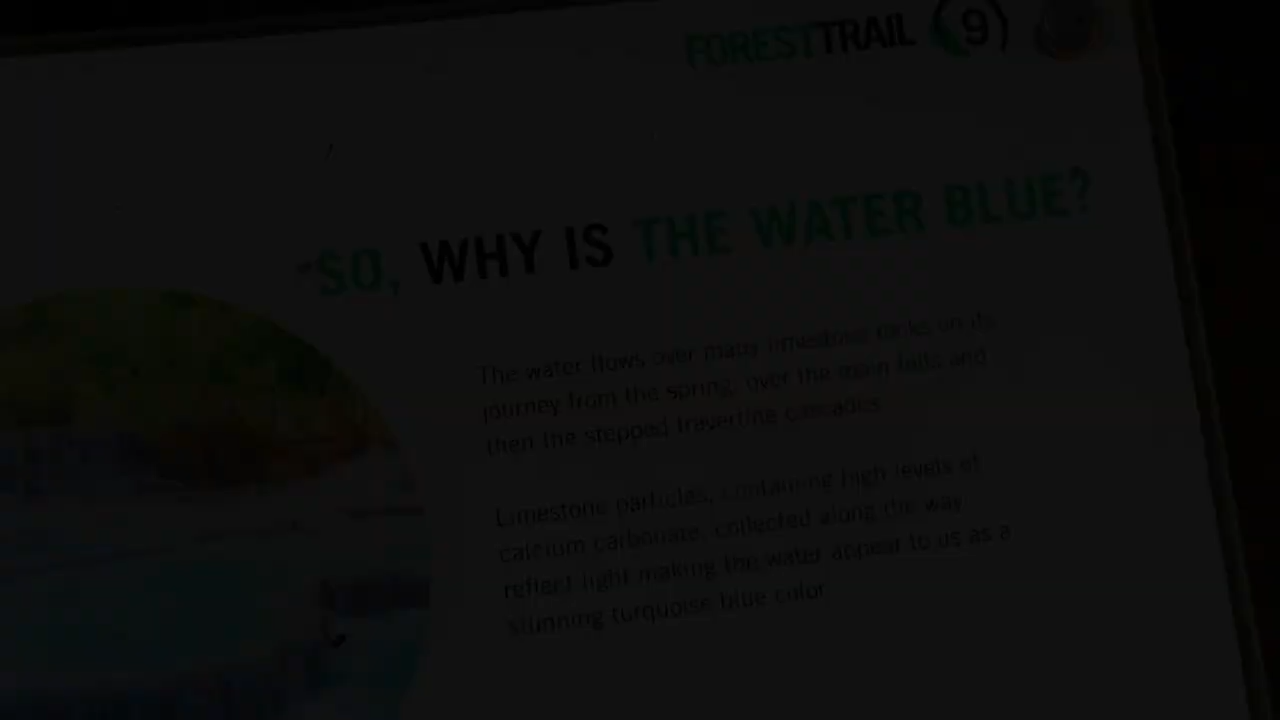 FORESTTRAIL 9
SO, WHY IS THE WATER BLUE?
The water flows over many limestone rocks on its
journey from the spring, over the main falls and
then the stepped travertine cascades
Limestone particles, containing high levels of
calcium carbonate, collected along the way
reflect light making the water appear to us as a
stunning turquoise blue color